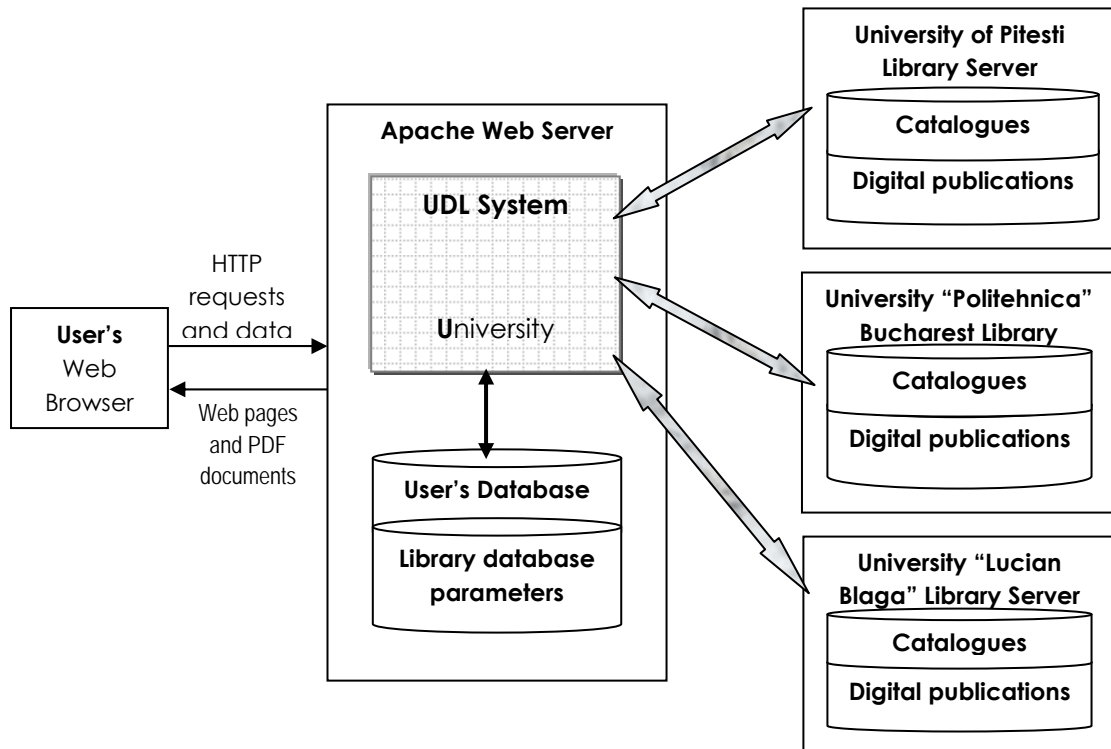 User's
Web
Browser
HTTP
requests
and data
Web pages
and PDF
documents
Apache Web Server
UDL System
University
User's Database
Library database
parameters
University of Pitesti
Library Server
Catalogues
Digital publications
University “Politehnica”
Bucharest Library
Catalogues
Digital publications
University “Lucian
Blaga” Library Server
Catalogues
Digital publications